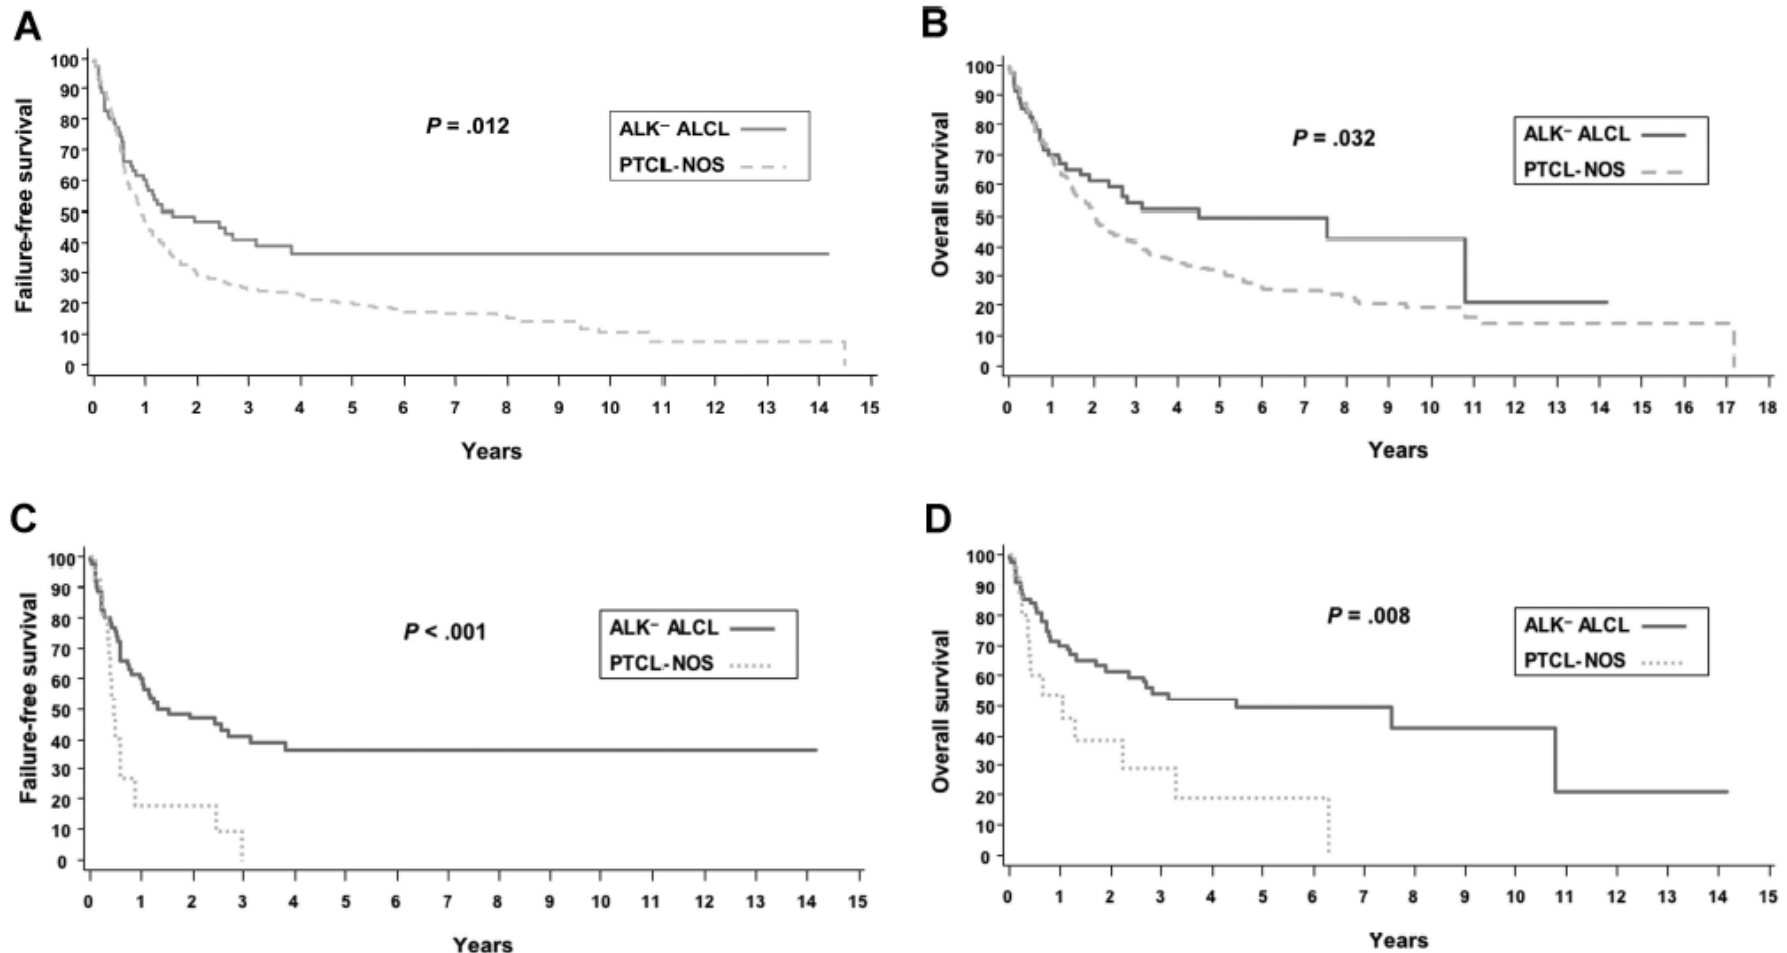 A
Failure-free survival
100
90
80
70
60
50
40
30
20
10
0
P = .012
ALK– ALCL
PTCL-NOS
0 1 2 3 4 5 6 7 8 9 10 11 12 13 14 15
Years
B
Overall survival
100
90
80
70
60
50
40
30
20
10
0
P = .032
ALK– ALCL
PTCL-NOS
0 1 2 3 4 5 6 7 8 9 10 11 12 13 14 15 16 17 18
Years
C
Failure-free survival
100
90
80
70
60
50
40
30
20
10
0
P < .001
ALK– ALCL
PTCL-NOS
0 1 2 3 4 5 6 7 8 9 10 11 12 13 14 15
Years
D
Overall survival
100
90
80
70
60
50
40
30
20
10
0
P = .008
ALK– ALCL
PTCL-NOS
0 1 2 3 4 5 6 7 8 9 10 11 12 13 14 15
Years